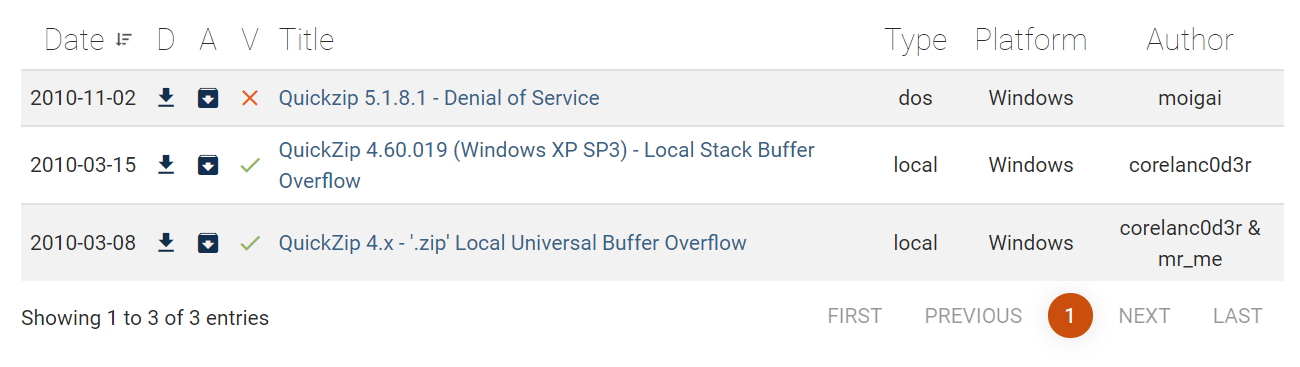 Date D A V Title Type Platform Author
2010-11-02 Quickzip 5.1.8.1 - Denial of Service dos Windows moigai
2010-03-15 QuickZip 4.60.019 (Windows XP SP3) - Local Stack Buffer Overflow local Windows corelanc0d3r
2010-03-08 QuickZip 4.x - '.zip' Local Universal Buffer Overflow local Windows corelanc0d3r & mr_me
Showing 1 to 3 of 3 entries FIRST PREVIOUS 1 NEXT LAST